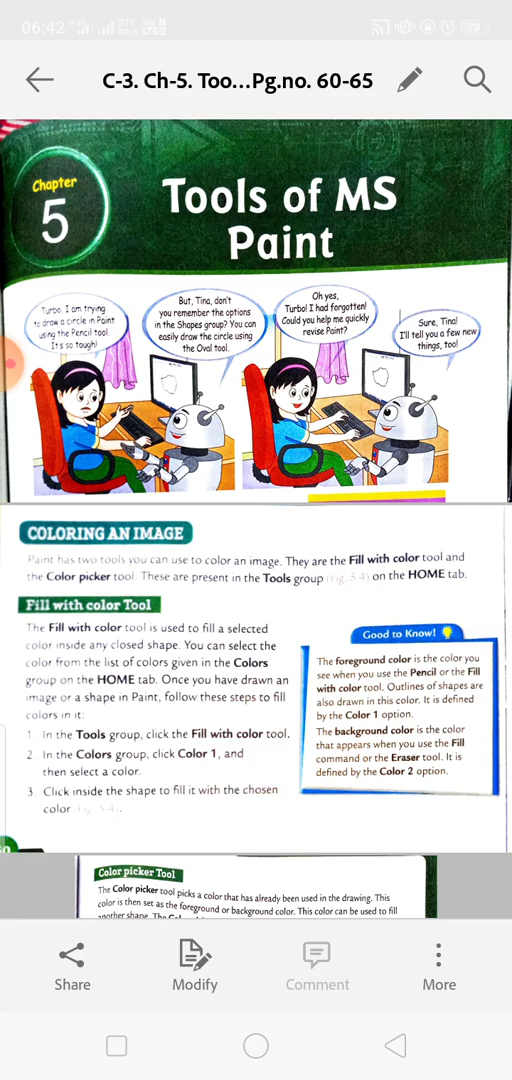 06:42
371 K/S
Vo LTE
73
C-3. Ch-5. Too...Pg.no. 60-65
Chapter
5
Tools of MS
Paint
Turbo, I am trying
to draw a circle in Paint
using the Pencil tool.
It's so tough!
But, Tina, don't
you remember the options
in the Shapes group? You can
easily draw the circle using
the Oval tool.
Oh yes,
Turbo! I had forgotten!
Could you help me quickly
revise Paint?
Sure, Tina!
I'll tell you a few new
things, too!
COLORING AN IMAGE
Paint has two tools you can use to color an image. They are the Fill with color tool and
the Color picker tool. These are present in the Tools group (Fig. 5.4) on the HOME tab.
Fill with color Tool
The Fill with color tool is used to fill a selected
color inside any closed shape. You can select the
color from the list of colors given in the Colors
group on the HOME tab. Once you have drawn an
image or a shape in Paint, follow these steps to fill
colors in it:
1. In the Tools group, click the Fill with color tool.
2. In the Colors group, click Color 1, and
then select a color.
3. Click inside the shape to fill it with the chosen
color (Fig. 5.4).
Good to Know!
The foreground color is the color you
see when you use the Pencil or the Fill
with color tool. Outlines of shapes are
also drawn in this color. It is defined
by the Color 1 option.
The background color is the color
that appears when you use the Fill
command or the Eraser tool. It is
defined by the Color 2 option.
Color picker Tool
The Color picker tool picks a color that has already been used in the drawing. This
color is then set as the foreground or background color. This color can be used to fill
another shape. The
Share
Modify
Comment
More